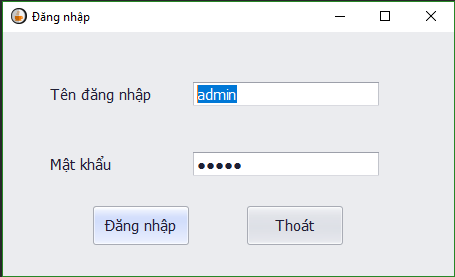 Đăng nhập
Tên đăng nhập admin
Mật khẩu ●●●●●
Đăng nhập Thoát